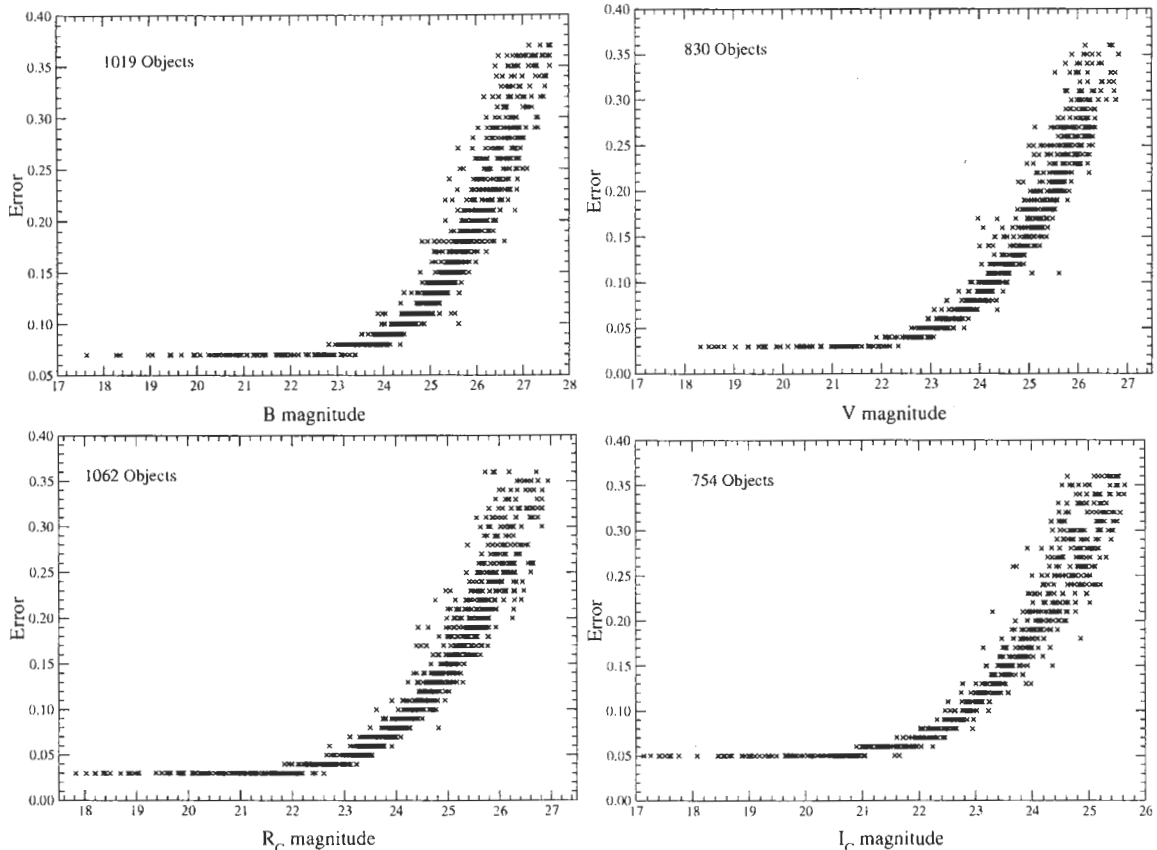 0.40
0.35
0.30
0.25
0.20
0.15
0.10
0.05
Error
1019 Objects
17 18 19 20 21 22 23 24 25 26 27 28
B magnitude
0.40
0.35
0.30
0.25
0.20
0.15
0.10
0.05
0.00
Error
830 Objects
17 18 19 20 21 22 23 24 25 26 27
V magnitude
0.40
0.35
0.30
0.25
0.20
0.15
0.10
0.05
0.00
Error
1062 Objects
18 19 20 21 22 23 24 25 26 27
R_C magnitude
0.40
0.35
0.30
0.25
0.20
0.15
0.10
0.05
0.00
Error
754 Objects
17 18 19 20 21 22 23 24 25 26
I_C magnitude